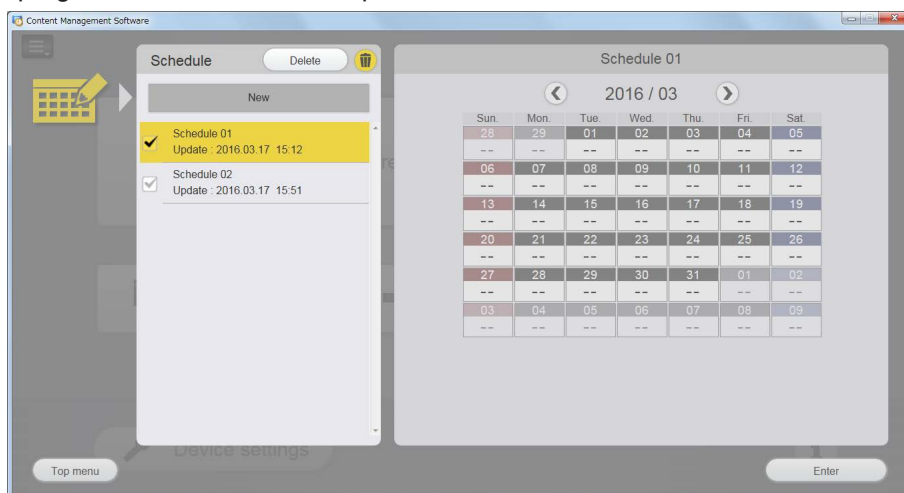 Content Management Software
Schedule Delete
New
Schedule 01
Update : 2016.03.17 15:12
Schedule 02
Update : 2016.03.17 15:51
Schedule 01
2016 / 03
Sun. Mon. Tue. Wed. Thu. Fri. Sat.
28 29 01 02 03 04 05
-- -- -- -- -- -- --
06 07 08 09 10 11 12
-- -- -- -- -- -- --
13 14 15 16 17 18 19
-- -- -- -- -- -- --
20 21 22 23 24 25 26
-- -- -- -- -- -- --
27 28 29 30 31 01 02
-- -- -- -- -- -- --
03 04 05 06 07 08 09
-- -- -- -- -- -- --
Device settings
Top menu Enter